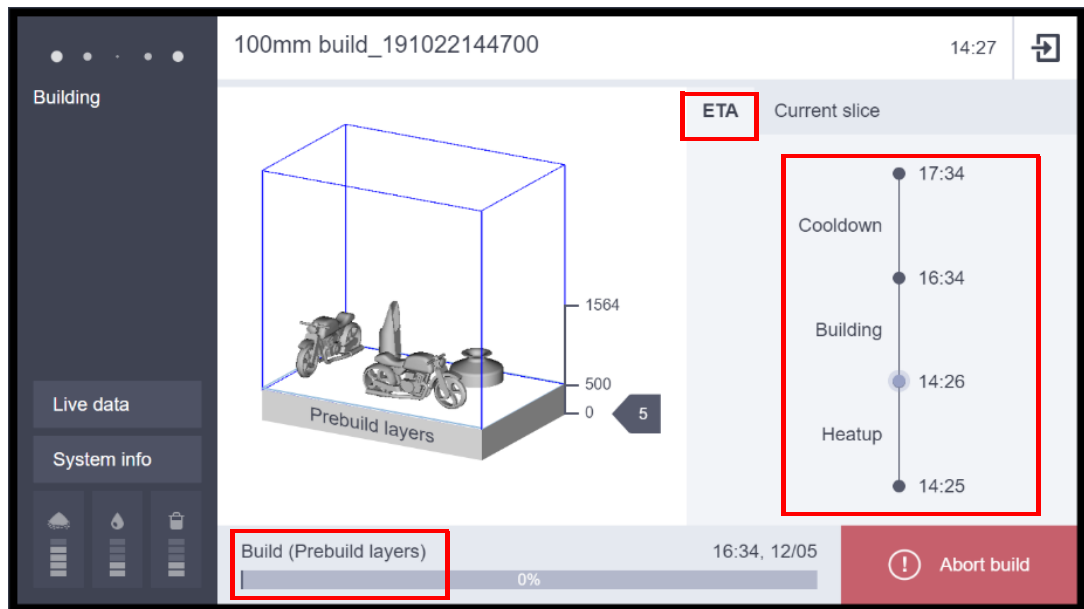 100mm build_191022144700
14:27
Building
ETA
Current slice
17:34
Cooldown
16:34
Building
14:26
Heatup
14:25
1564
500
0
5
Prebuild layers
Live data
System info
Build (Prebuild layers)
16:34, 12/05
0%
Abort build